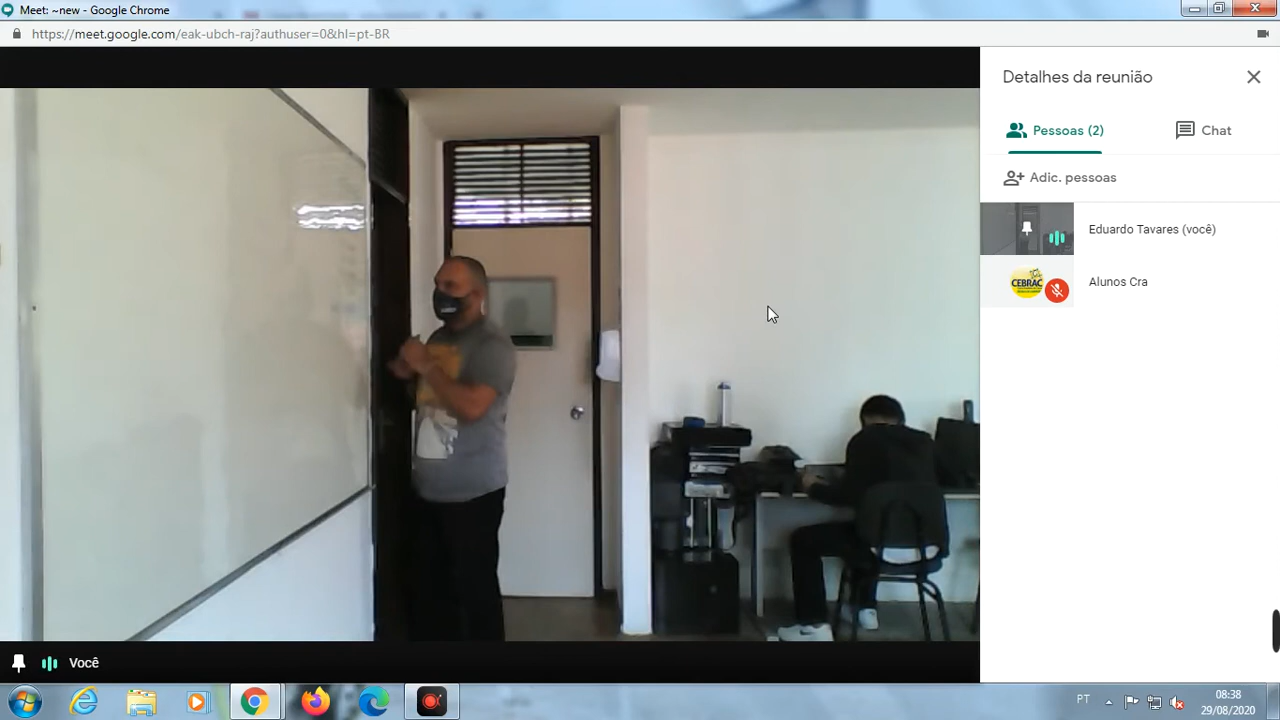 Meet: ~new - Google Chrome
https://meet.google.com/eak-ubch-raj?authuser=0&hl=pt-BR
Detalhes da reunião
Pessoas (2)
Chat
Adic. pessoas
Eduardo Tavares (você)
CEBRAC
Alunos Cra
Você
PT
08:38
29/08/2020